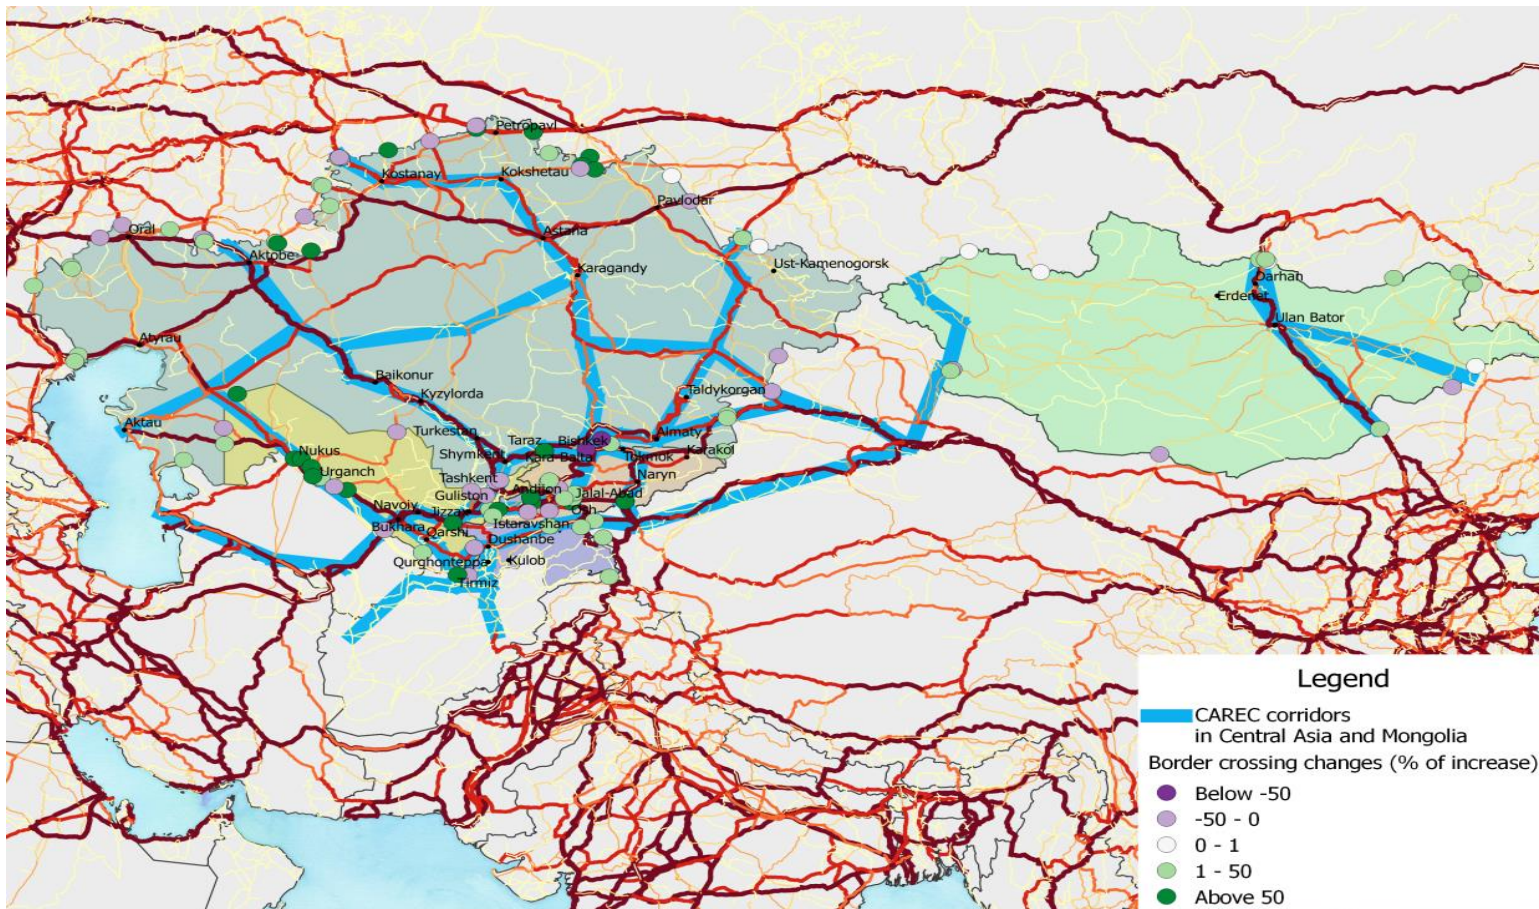 Petropavl
Kostanay
Kokshetau
Pavlodar
Oral
Astana
Aktobe
Karagandy
Ust-Kamenogorsk
Darhan
Erdenet
Ulan Bator
Atyrau
Baikonur
Kyzylorda
Taldykorgan
Aktau
Turkestan
Taraz
Bishkek
Almaty
Nukus
Shymkent
Kara-Balta
Tokmok
Karakol
Urganch
Tashkent
Naryn
Guliston
Andijon
Jalal-Abad
Navoiy
Jizzax
Osh
Bukhara
Istaravshan
Qarshi
Dushanbe
Qurghonteppa
Kulob
Tirmiz
Legend
CAREC corridors
in Central Asia and Mongolia
Border crossing changes (% of increase)
Below -50
-50 - 0
0 - 1
1 - 50
Above 50